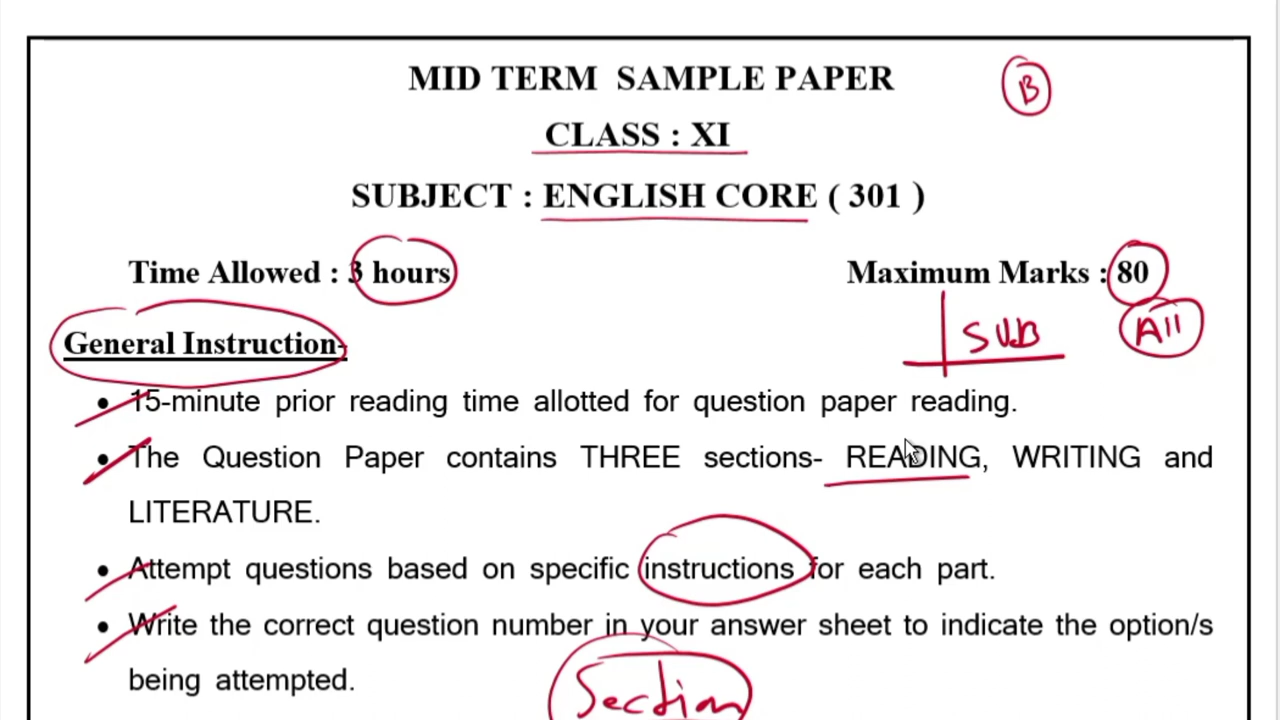 MID TERM SAMPLE PAPER
B
CLASS : XI
SUBJECT : ENGLISH CORE ( 301 )
Time Allowed : 3 hours Maximum Marks : 80
SUB All
General Instruction-
• 15-minute prior reading time allotted for question paper reading.
• The Question Paper contains THREE sections- READING, WRITING and
LITERATURE.
• Attempt questions based on specific instructions for each part.
• Write the correct question number in your answer sheet to indicate the option/s
being attempted.
Section